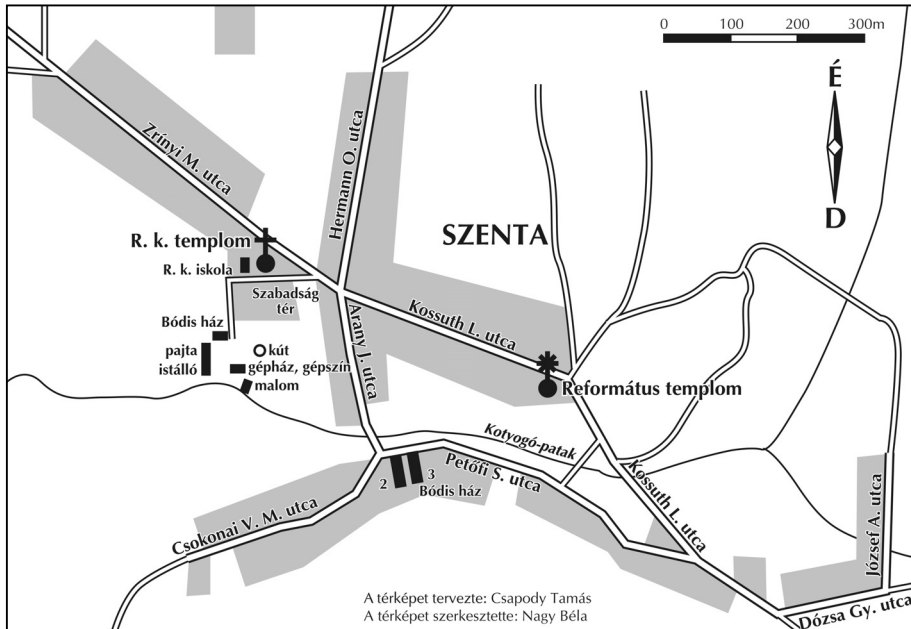 0 100 200 300m
É
D
Zrínyi M. utca
Hermann O. utca
SZENTA
R. k. templom
R. k. iskola
Szabadság
tér
Arany J. utca
Kossuth L. utca
Bódis ház
pajta
istálló
kút
gépház, gépszín
malom
Református templom
Kotyogó-patak
Petőfi S. utca
2
3
Bódis ház
Csokonai V. M. utca
Kossuth L. utca
József A. utca
Dózsa Gy. utca
A térképet tervezte: Csapody Tamás
A térképet szerkesztette: Nagy Béla